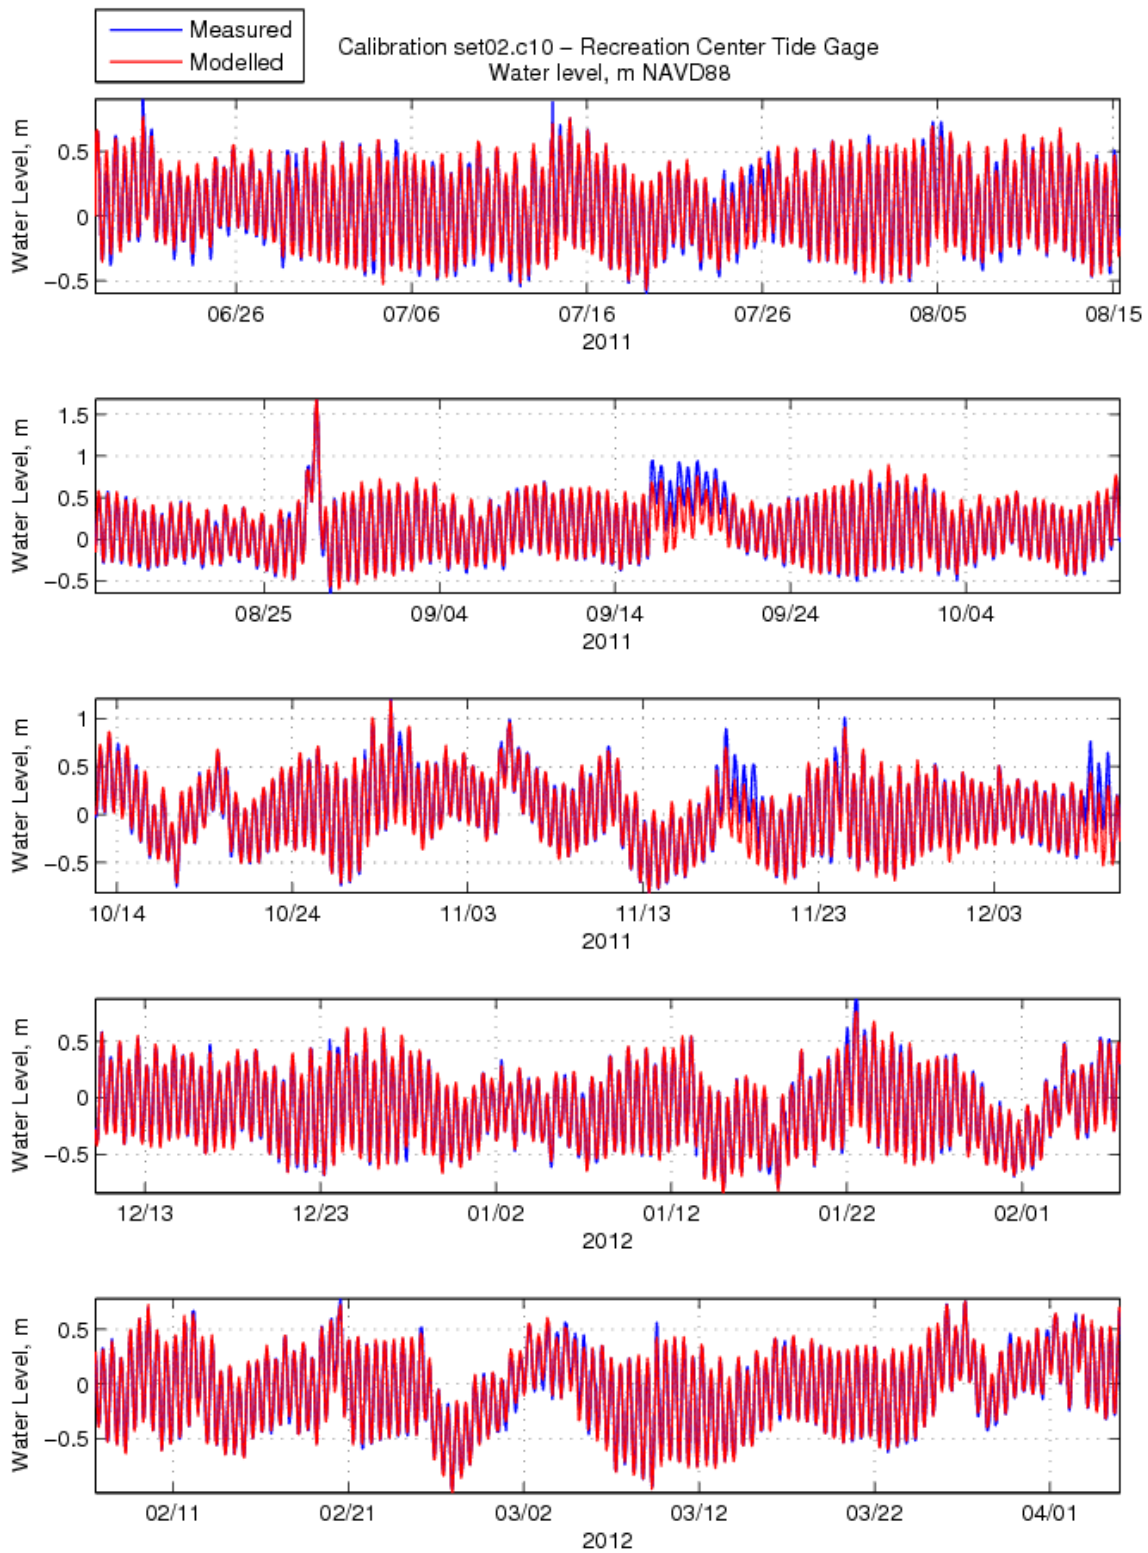 Measured
Modelled
Calibration set02.c10 – Recreation Center Tide Gage
Water level, m NAVD88
Water Level, m
0.5
0
−0.5
06/26 07/06 07/16 07/26 08/05 08/15
2011
Water Level, m
1.5
1
0.5
0
−0.5
08/25 09/04 09/14 09/24 10/04
2011
Water Level, m
1
0.5
0
−0.5
10/14 10/24 11/03 11/13 11/23 12/03
2011
Water Level, m
0.5
0
−0.5
12/13 12/23 01/02 01/12 01/22 02/01
2012
Water Level, m
0.5
0
−0.5
02/11 02/21 03/02 03/12 03/22 04/01
2012